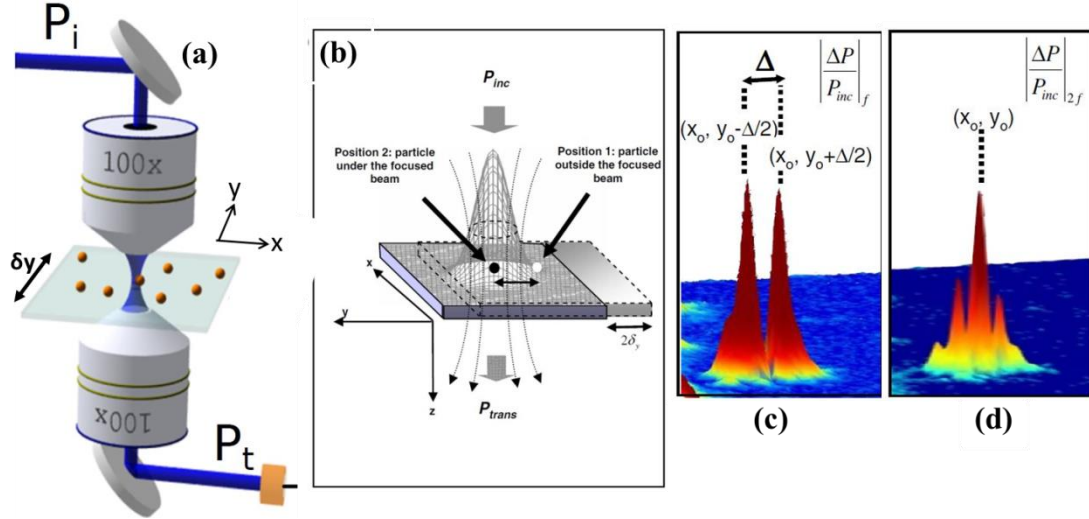 P_i
(a)
100x
y
x
δy
100x
P_t
(b)
P_inc
Position 2: particle
under the focused
beam
Position 1: particle
outside the focused
beam
x
y
z
2δ_y
P_trans
Δ
|ΔP/P_inc|_f
(x_o, y_o-Δ/2)
(x_o, y_o+Δ/2)
(c)
|ΔP/P_inc|_2f
(x_o, y_o)
(d)